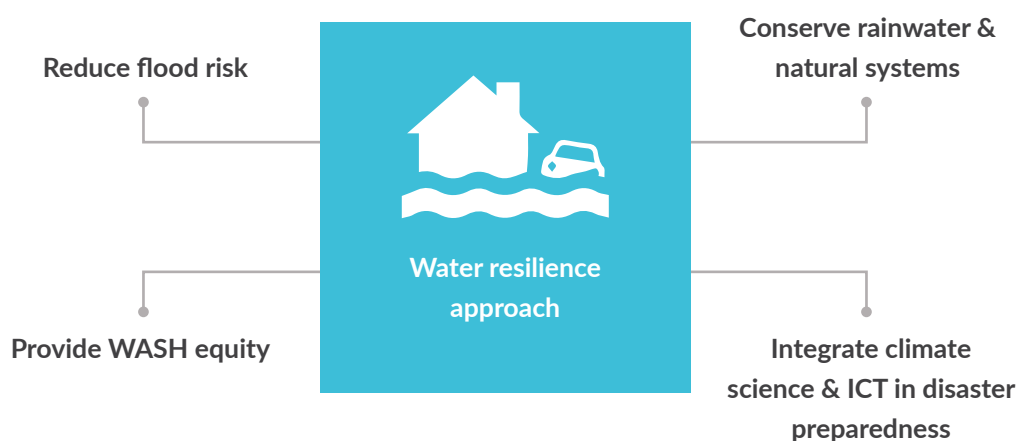 Reduce flood risk
Conserve rainwater &
natural systems
Water resilience
approach
Provide WASH equity
Integrate climate
science & ICT in disaster
preparedness